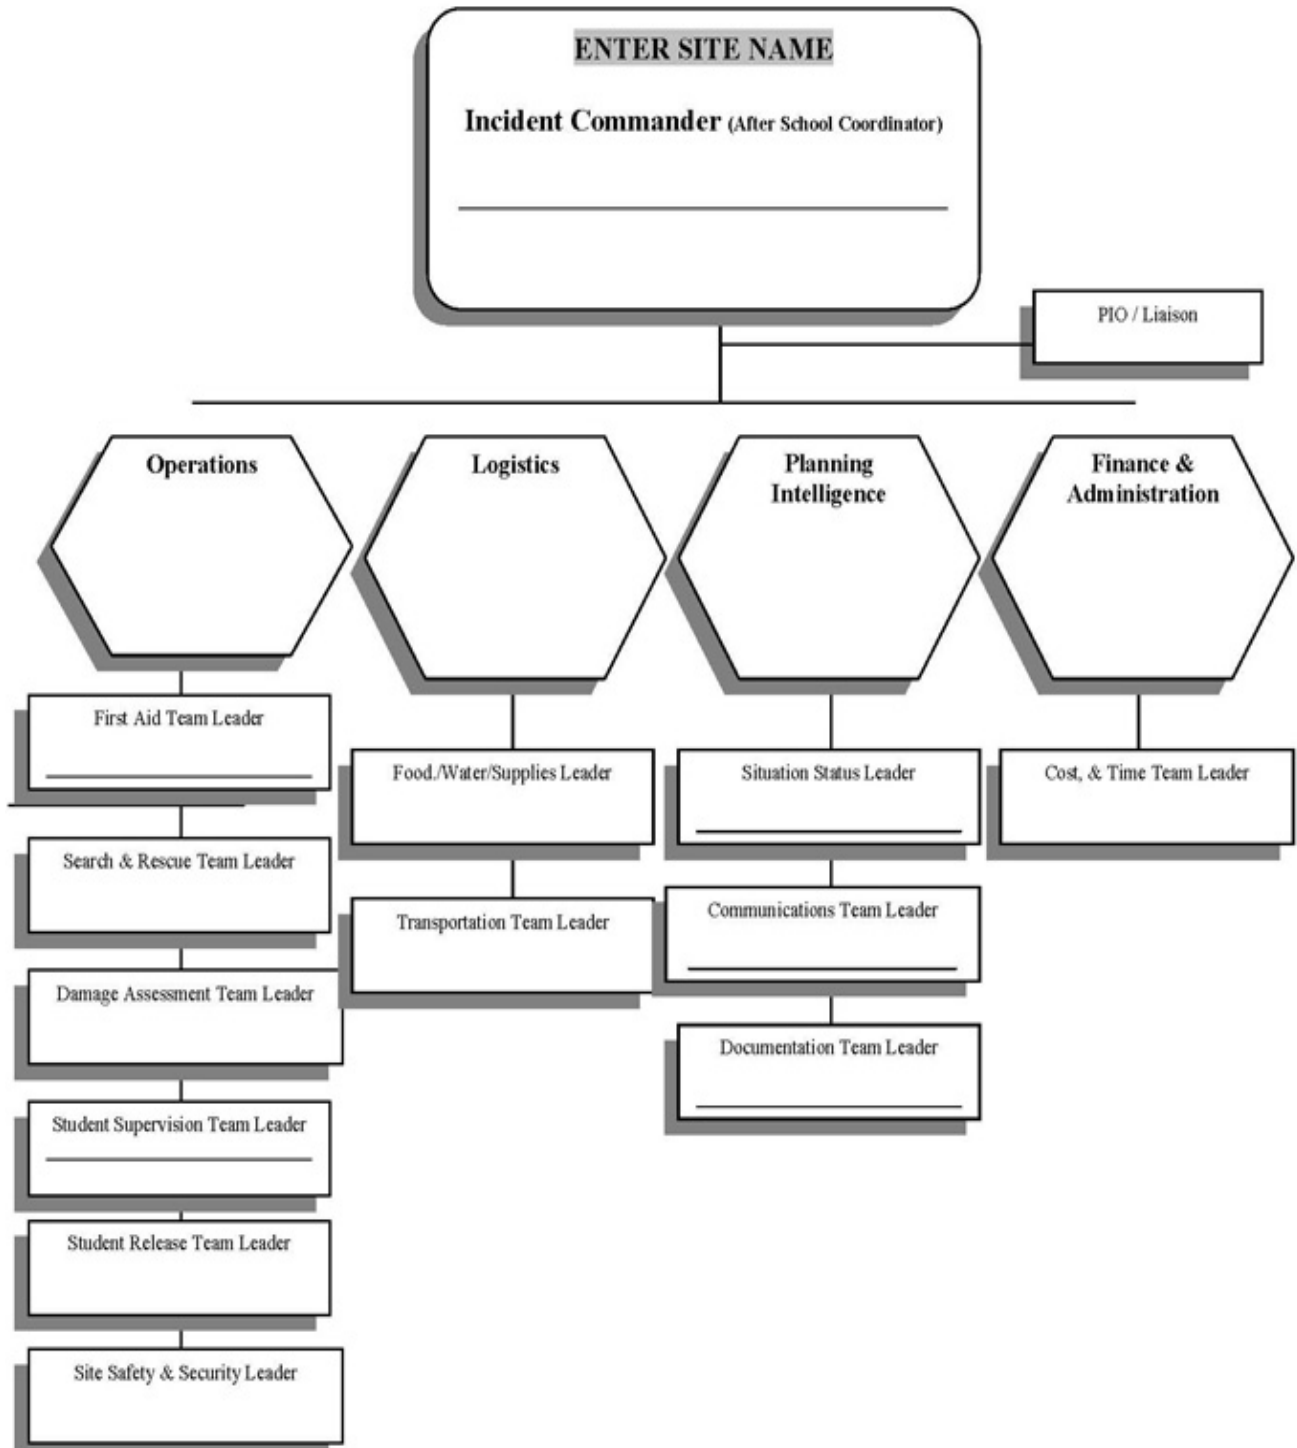 ENTER SITE NAME
Incident Commander (After School Coordinator)
PIO / Liaison
Operations
Logistics
Planning
Intelligence
Finance &
Administration
First Aid Team Leader
Search & Rescue Team Leader
Damage Assessment Team Leader
Student Supervision Team Leader
Student Release Team Leader
Site Safety & Security Leader
Food./Water/Supplies Leader
Transportation Team Leader
Situation Status Leader
Communications Team Leader
Documentation Team Leader
Cost, & Time Team Leader